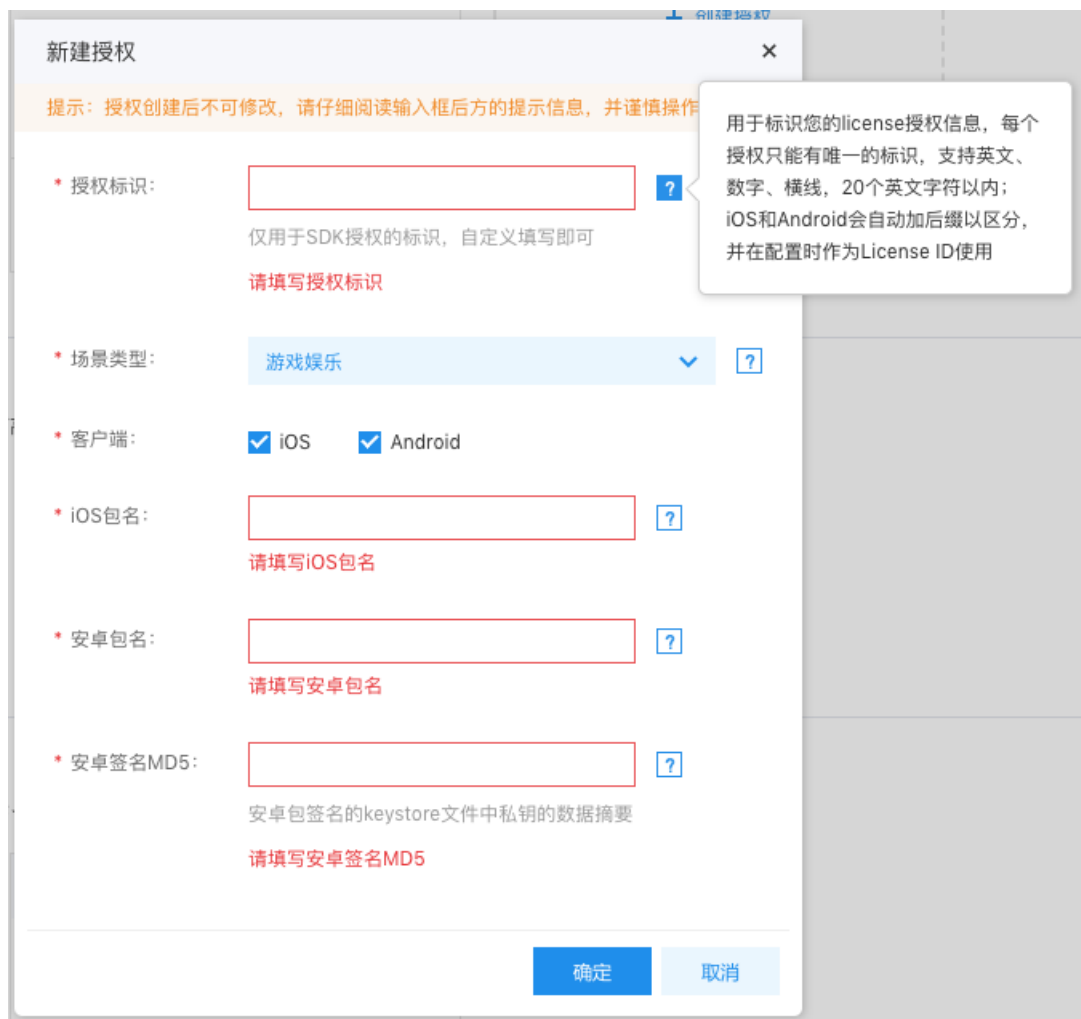 创建授权
新建授权
提示：授权创建后不可修改，请仔细阅读输入框后方的提示信息，并谨慎操作
用于标识您的license授权信息，每个
授权只能有唯一的标识，支持英文、
数字、横线，20个英文字符以内；
iOS和Android会自动加后缀以区分，
并在配置时作为License ID使用
* 授权标识：
?
仅用于SDK授权的标识，自定义填写即可
请填写授权标识
* 场景类型： 游戏娱乐 ?
* 客户端： iOS Android
* iOS包名： ?
请填写iOS包名
* 安卓包名： ?
请填写安卓包名
* 安卓签名MD5： ?
安卓包签名的keystore文件中私钥的数据摘要
请填写安卓签名MD5
确定 取消